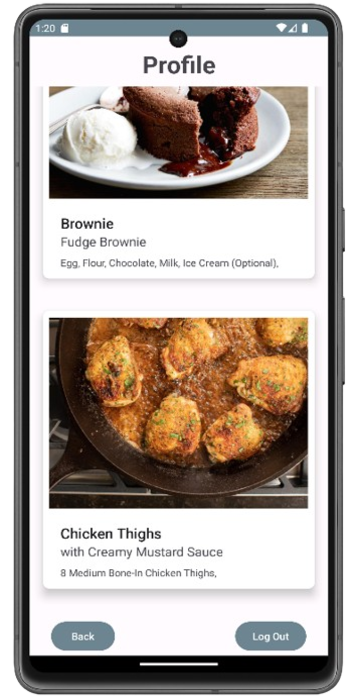 1:20
Profile
Brownie
Fudge Brownie
Egg, Flour, Chocolate, Milk, Ice Cream (Optional),
Chicken Thighs
with Creamy Mustard Sauce
8 Medium Bone-In Chicken Thighs,
Back
Log Out